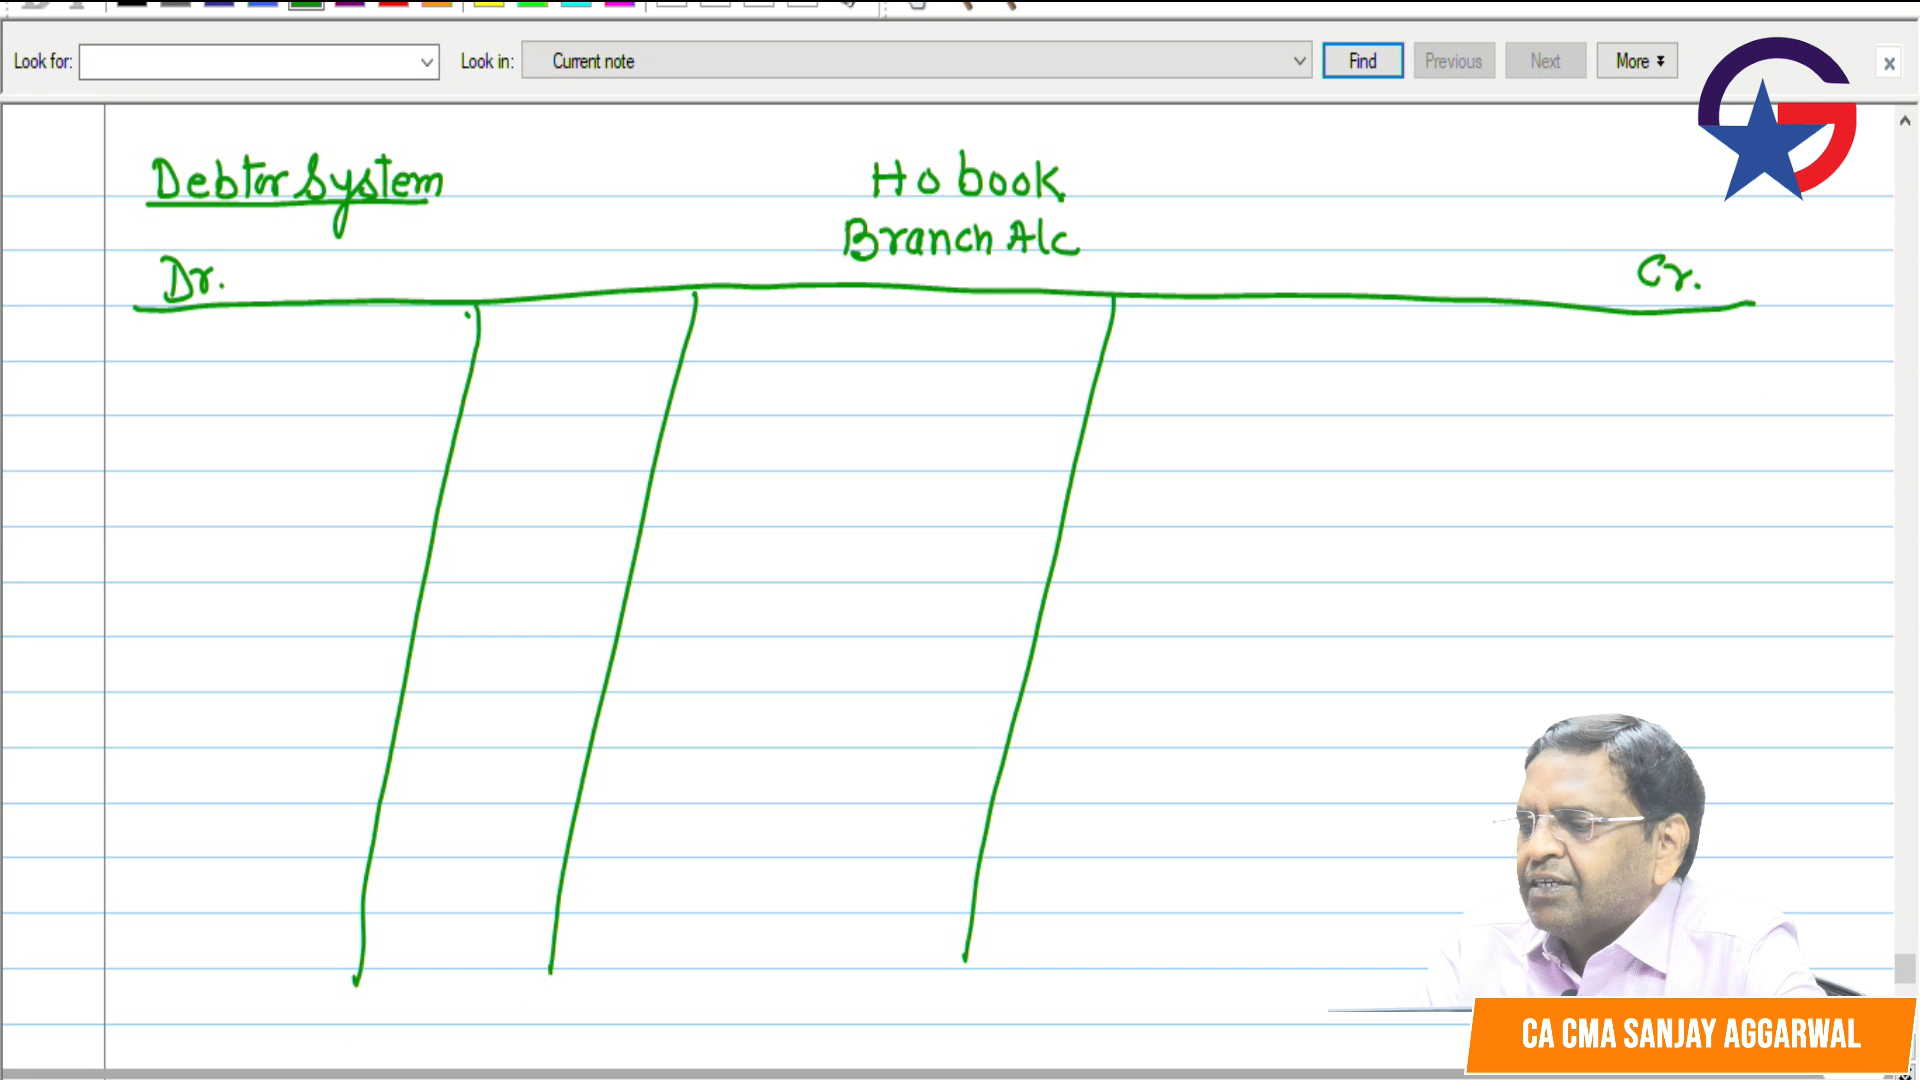 Look for:
Look in: Current note Find Previous Next More
Debtor System
Ho book
Branch A/c
Dr.
Cr.
CA CMA SANJAY AGGARWAL